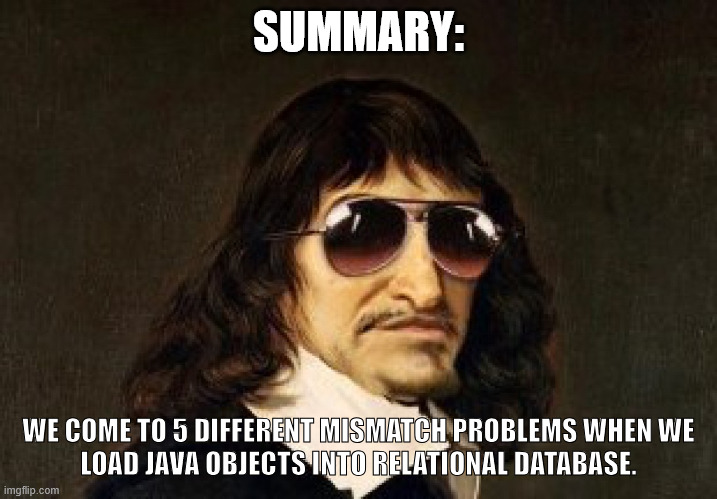 SUMMARY:
WE COME TO 5 DIFFERENT MISMATCH PROBLEMS WHEN WE
LOAD JAVA OBJECTS INTO RELATIONAL DATABASE.
imgflip.com